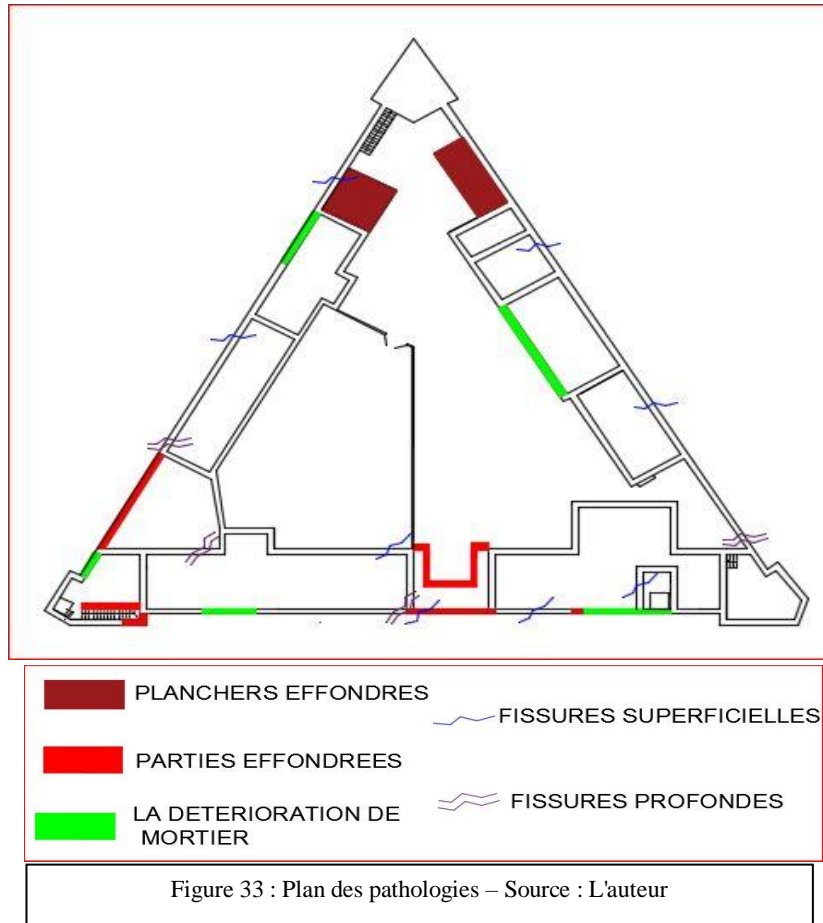 PLANCHERS EFFONDRES
FISSURES SUPERFICIELLES
PARTIES EFFONDREES
FISSURES PROFONDES
LA DETERIORATION DE
MORTIER
Figure 33 : Plan des pathologies – Source : L'auteur